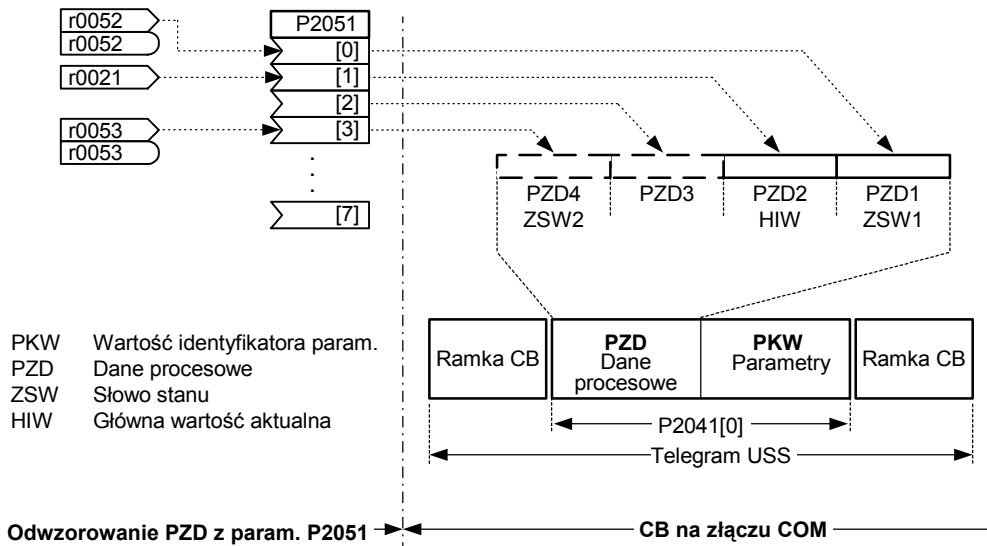 r0052
r0052
P2051
[0]
r0021
[1]
[2]
r0053
r0053
[3]
[7]
PZD4
ZSW2
PZD3
PZD2
HIW
PZD1
ZSW1
PKW Wartość identyfikatora param.
PZD Dane procesowe
ZSW Słowo stanu
HIW Główna wartość aktualna
Ramka CB
PZD
Dane
procesowe
PKW
Parametry
Ramka CB
P2041[0]
Telegram USS
Odwzorowanie PZD z param. P2051
CB na złączu COM